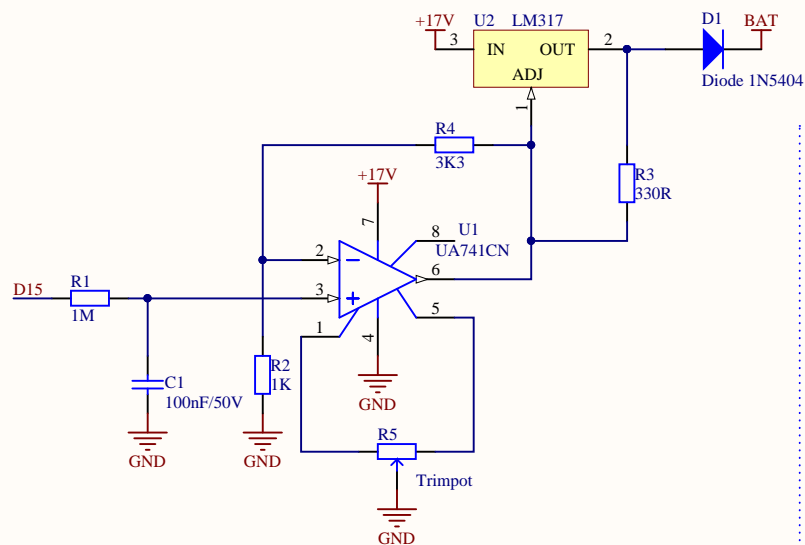 +17V
U2
LM317
D1
BAT
3
IN
OUT
2
ADJ
1
Diode 1N5404
R4
3K3
+17V
7
R3
330R
8
U1
UA741CN
2
6
3
D15
R1
1M
1
5
4
R2
1K
C1
100nF/50V
GND
GND
GND
R5
Trimpot
GND